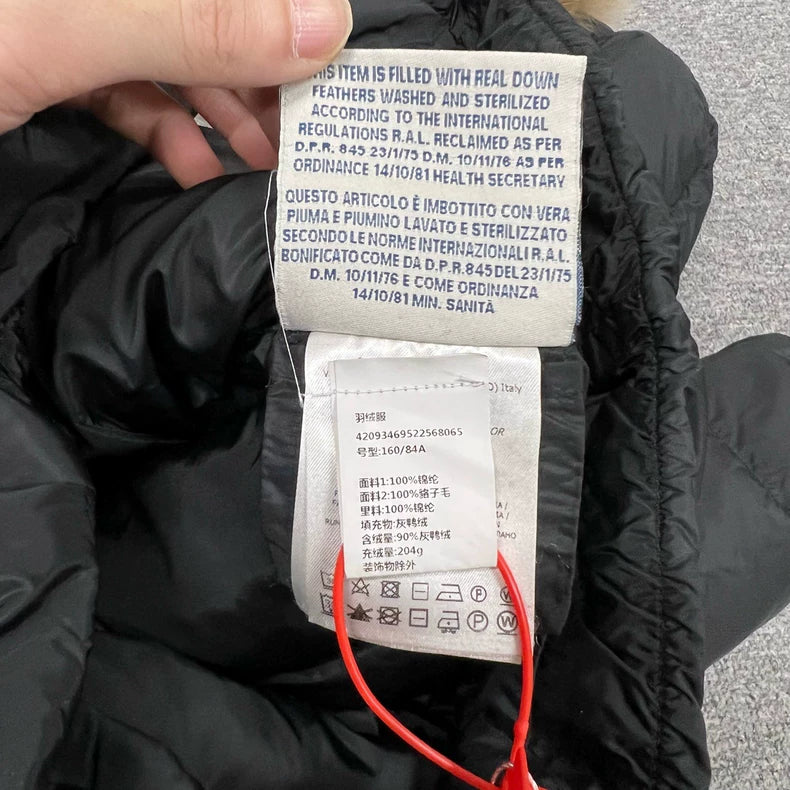 THIS ITEM IS FILLED WITH REAL DOWN
FEATHERS WASHED AND STERILIZED
ACCORDING TO THE INTERNATIONAL
REGULATIONS R.A.L. RECLAIMED AS PER
D.P.R. 845 23/1/75 D.M. 10/11/76 AS PER
ORDINANCE 14/10/81 HEALTH SECRETARY
QUESTO ARTICOLO È IMBOTTITO CON VERA
PIUMA E PIUMINO LAVATO E STERILIZZATO
SECONDO LE NORME INTERNAZIONALI R.A.L.
BONIFICATO COME DA D.P.R. 845 DEL 23/1/75
D.M. 10/11/76 E COME ORDINANZA
14/10/81 MIN. SANITÀ
Italy
OR
羽绒服
42093469522568065
号型:160/84A
面料1:100%锦纶
面料2:100%貉子毛
里料:100%锦纶
填充物:灰鸭绒
含绒量:90%灰鸭绒
充绒量:204g
装饰物除外
P W
P W